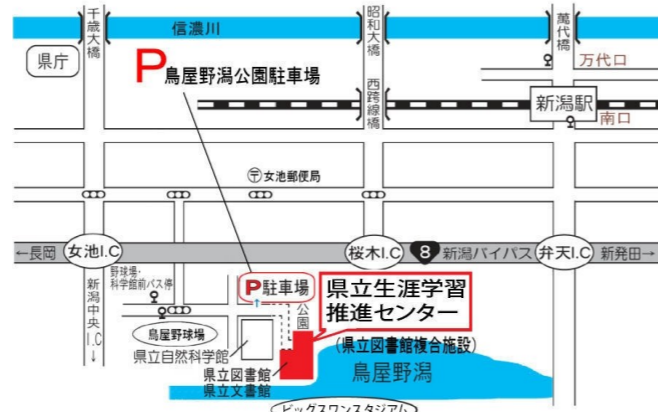 千歳大橋
信濃川
昭和大橋
萬代橋
県庁
P鳥屋野潟公園駐車場
万代口
西跨線橋
新潟駅
南口
〒女池郵便局
←長岡
女池I.C
桜木I.C
8
新潟バイパス
弁天I.C
新発田→
野球場・
科学館前バス停
P駐車場
公園
県立生涯学習
推進センター
新潟中央I.C↓
鳥屋野球場
(県立図書館複合施設)
県立自然科学館
鳥屋野潟
県立図書館
県立文書館
ビッグスワンスタジアム